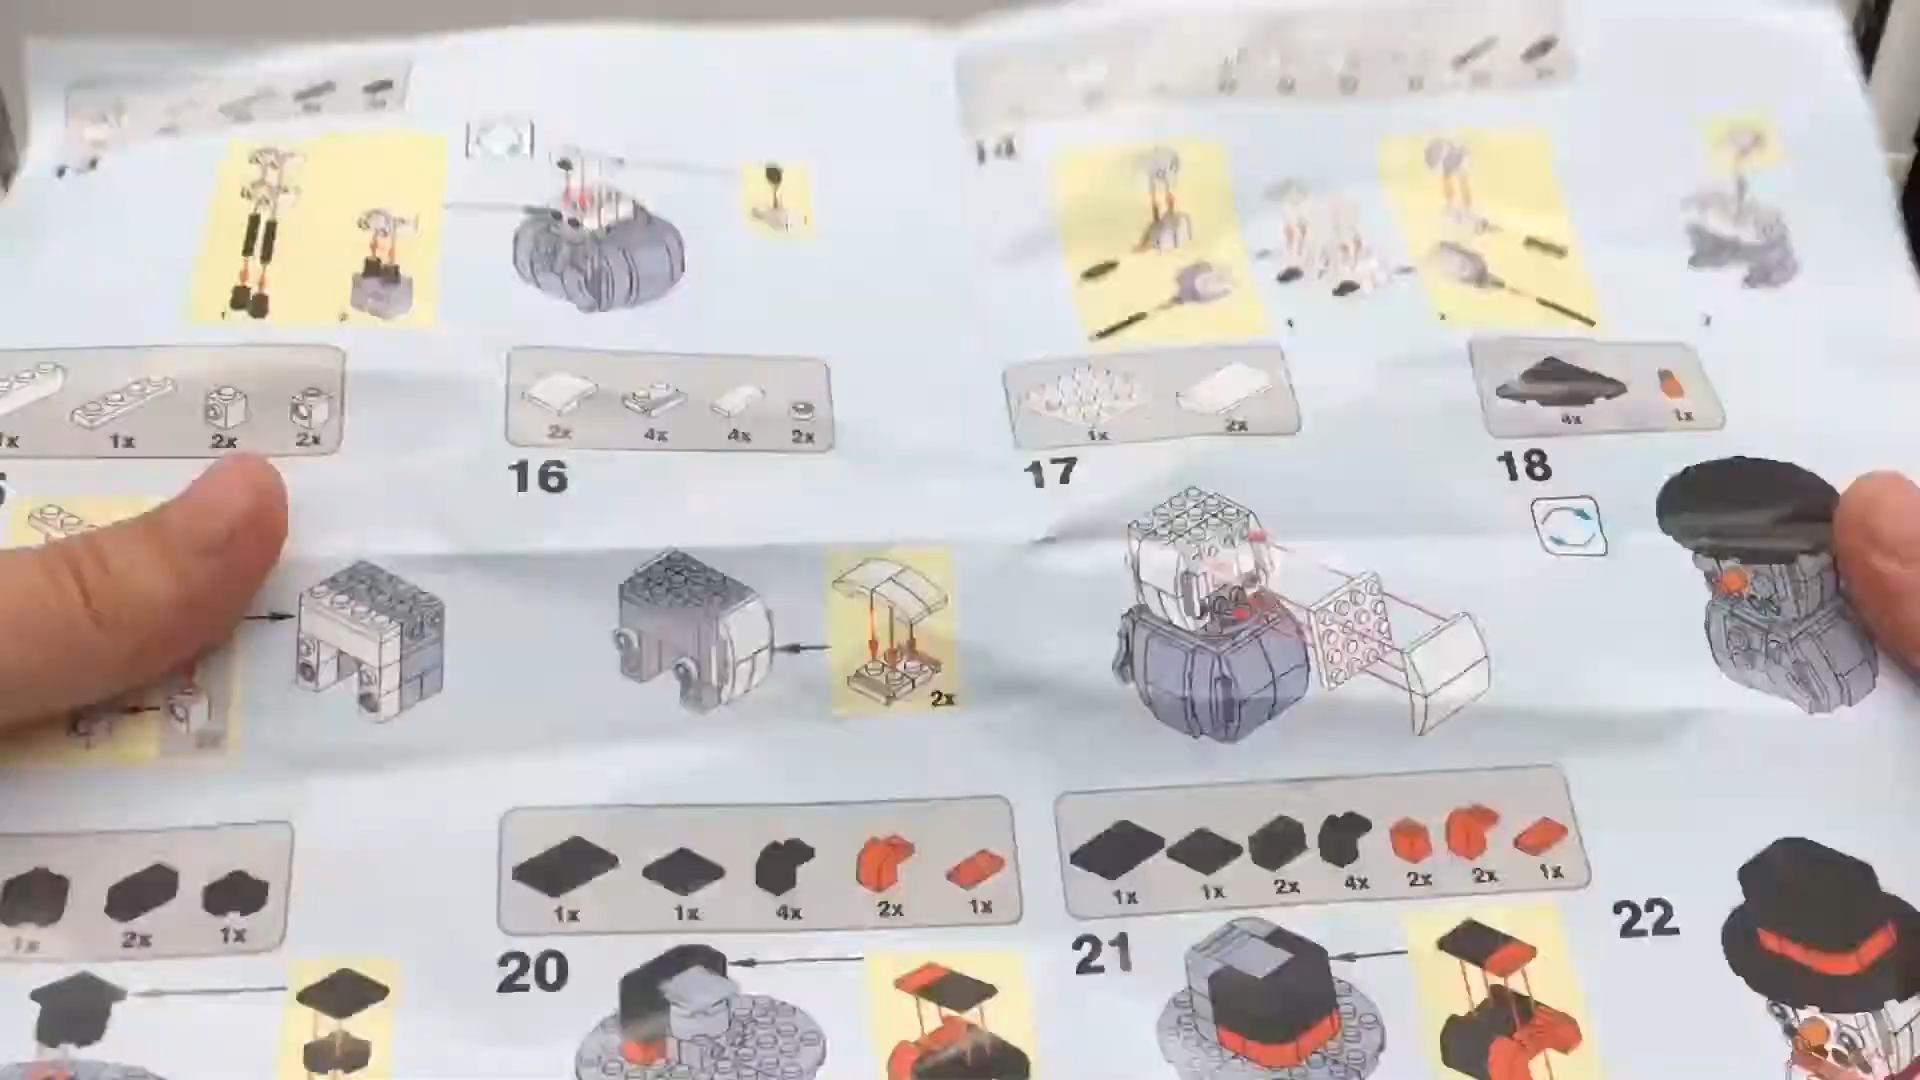 14
1x 1x 2x 2x
2x 4x 4x 2x
1x 2x
4x 1x
16
17
18
2x
1x 2x 1x
1x 1x 4x 2x 1x
1x 1x 2x 4x 2x 2x 1x
20
21
22